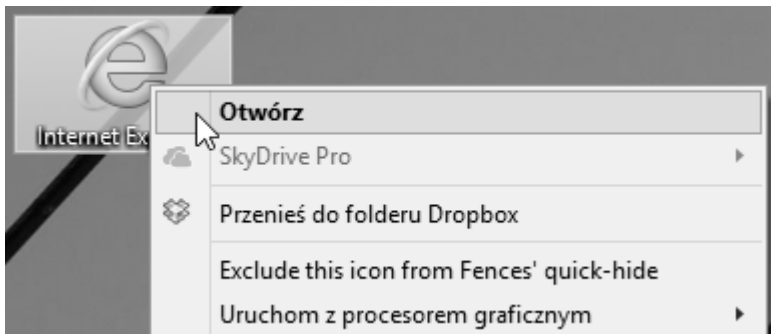 Internet Ex
Otwórz
SkyDrive Pro
Przenieś do folderu Dropbox
Exclude this icon from Fences' quick-hide
Uruchom z procesorem graficznym